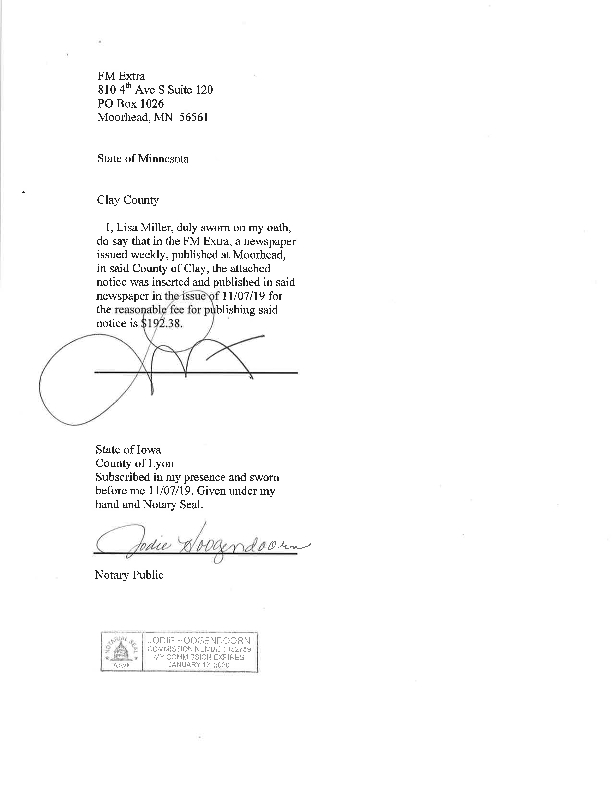 FM Extra
810 4th Ave S Suite 120
PO Box 1026
Moorhead, MN 56561
State of Minnesota
Clay County
I, Lisa Miller, duly sworn on my oath,
do say that in the FM Extra, a newspaper
issued weekly, published at Moorhead,
in said County of Clay, the attached
notice was inserted and published in said
newspaper in the issue of 11/07/19 for
the reasonable fee for publishing said
notice is $192.38.
State of Iowa
County of Lyon
Subscribed in my presence and sworn
before me 11/07/19. Given under my
hand and Notary Seal.
Jodie Hoogendoorn
Notary Public
NOTARIAL SEAL
IOWA
JODIE HOOGENDOORN
COMMISSION NUMBER
MY COMMISSION EXPIRES
JANUARY